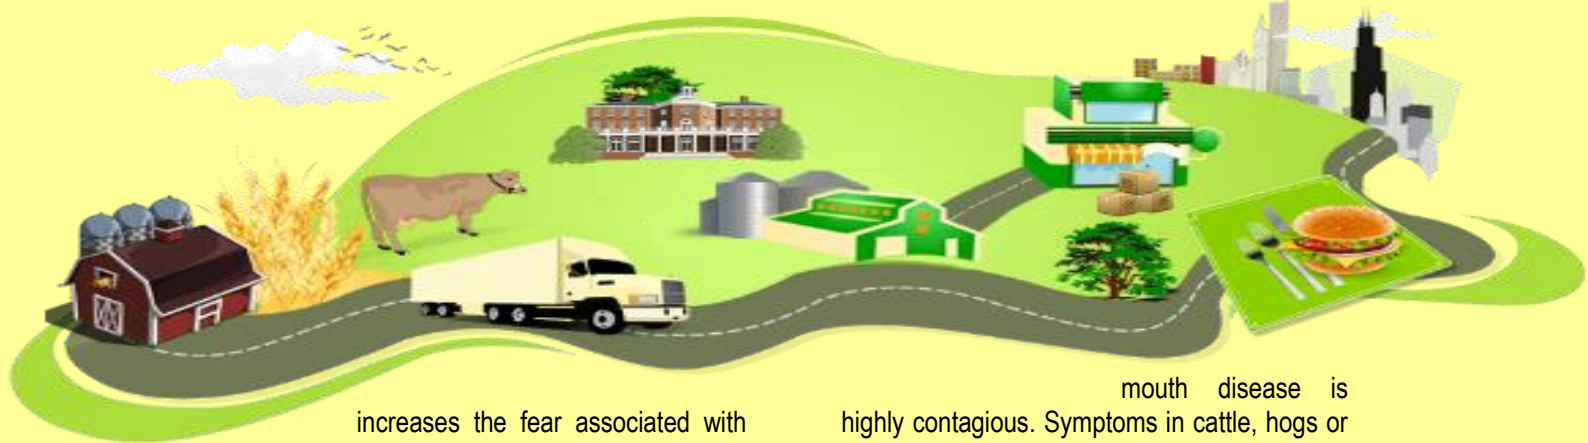 increases the fear associated with
mouth disease is
highly contagious. Symptoms in cattle, hogs or